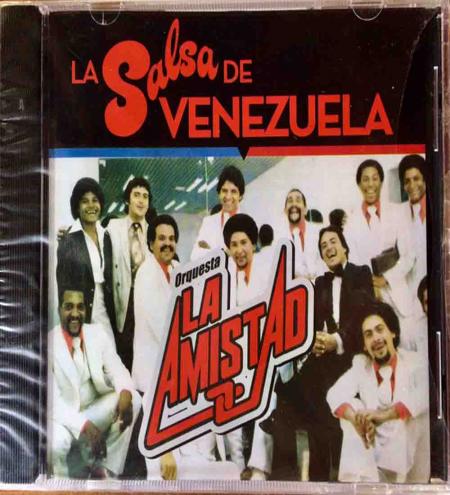 LA Salsa DE
VENEZUELA
Orquesta
LA
AMISTAD